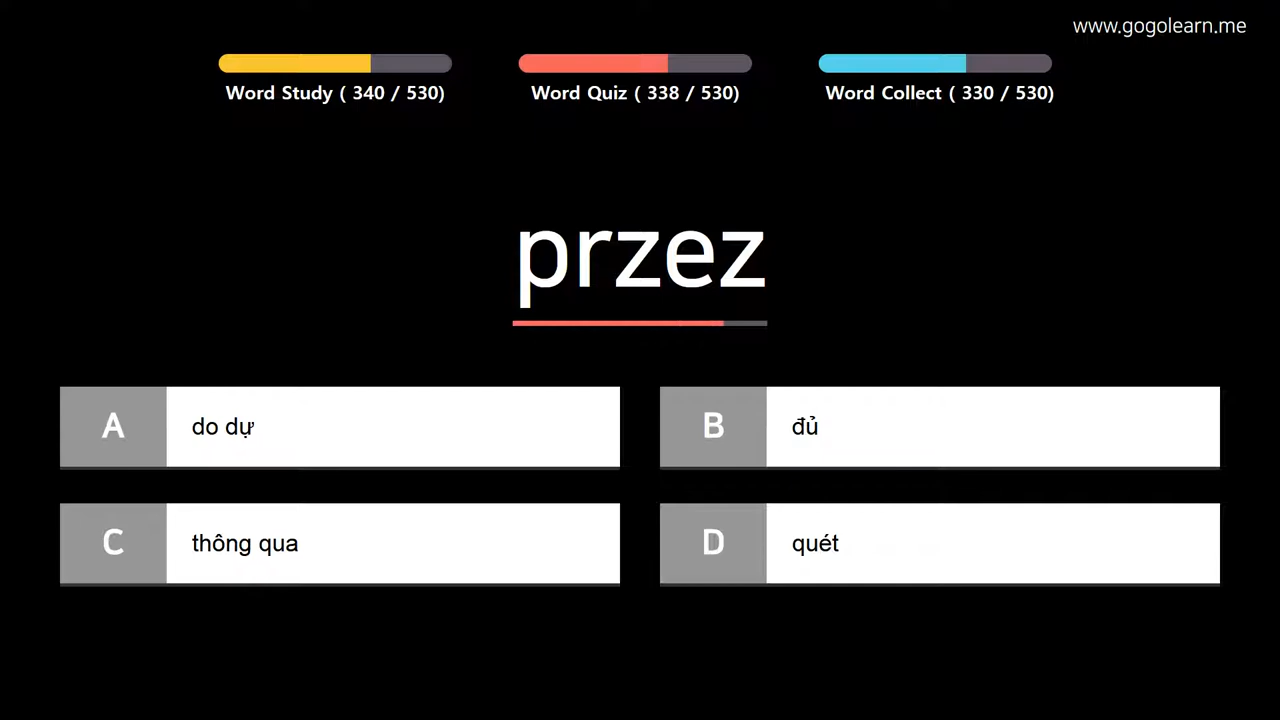 www.gogolearn.me
Word Study ( 340 / 530)
Word Quiz ( 338 / 530)
Word Collect ( 330 / 530)
przez
A do dự
B đủ
C thông qua
D quét